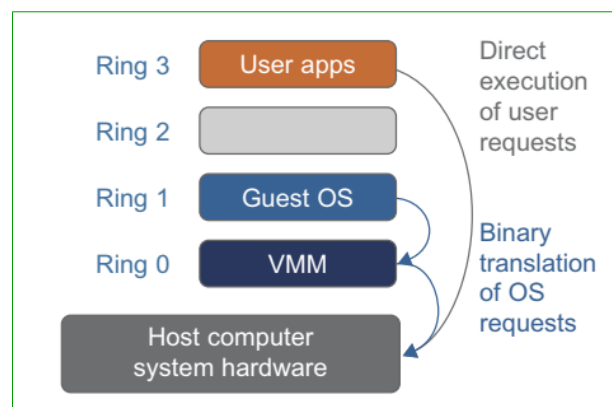 Ring 3
User apps
Direct
execution
of user
requests
Ring 2
Ring 1
Guest OS
Binary
translation
of OS
requests
Ring 0
VMM
Host computer
system hardware